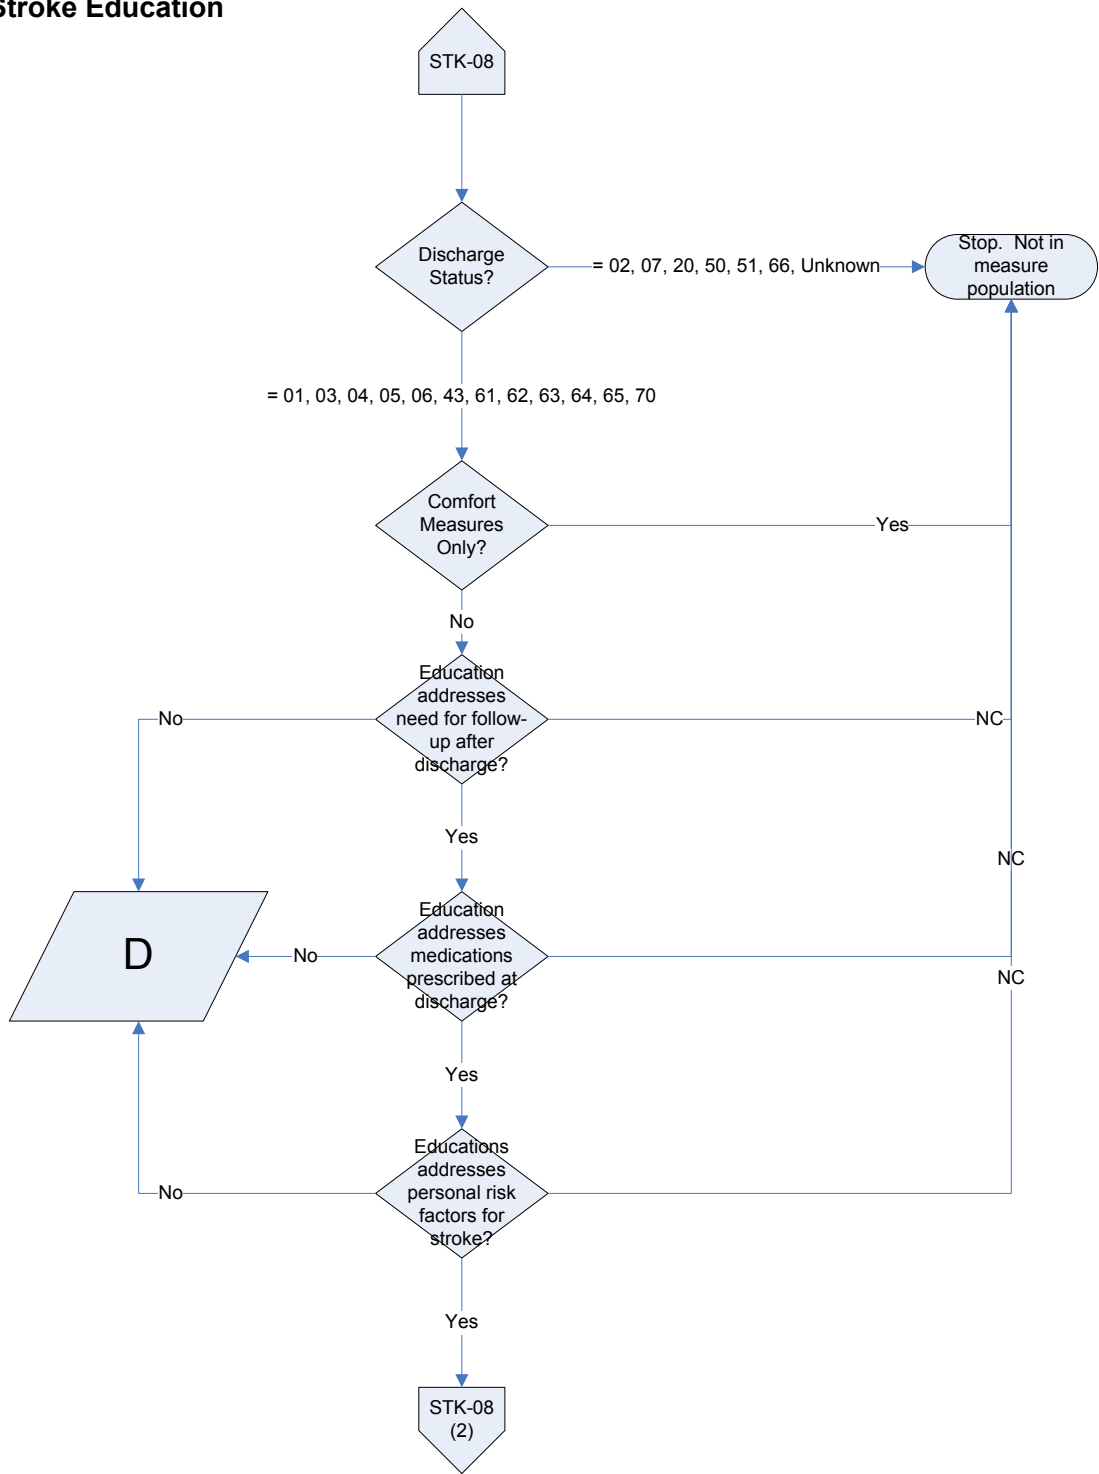 Stroke Education
STK-08
Discharge
Status?
= 02, 07, 20, 50, 51, 66, Unknown
Stop. Not in
measure
population
= 01, 03, 04, 05, 06, 43, 61, 62, 63, 64, 65, 70
Comfort
Measures
Only?
Yes
No
Education
addresses
need for follow-
up after
discharge?
No
NC
Yes
NC
Education
addresses
medications
prescribed at
discharge?
D
No
NC
Yes
Educations
addresses
personal risk
factors for
stroke?
No
Yes
STK-08
(2)